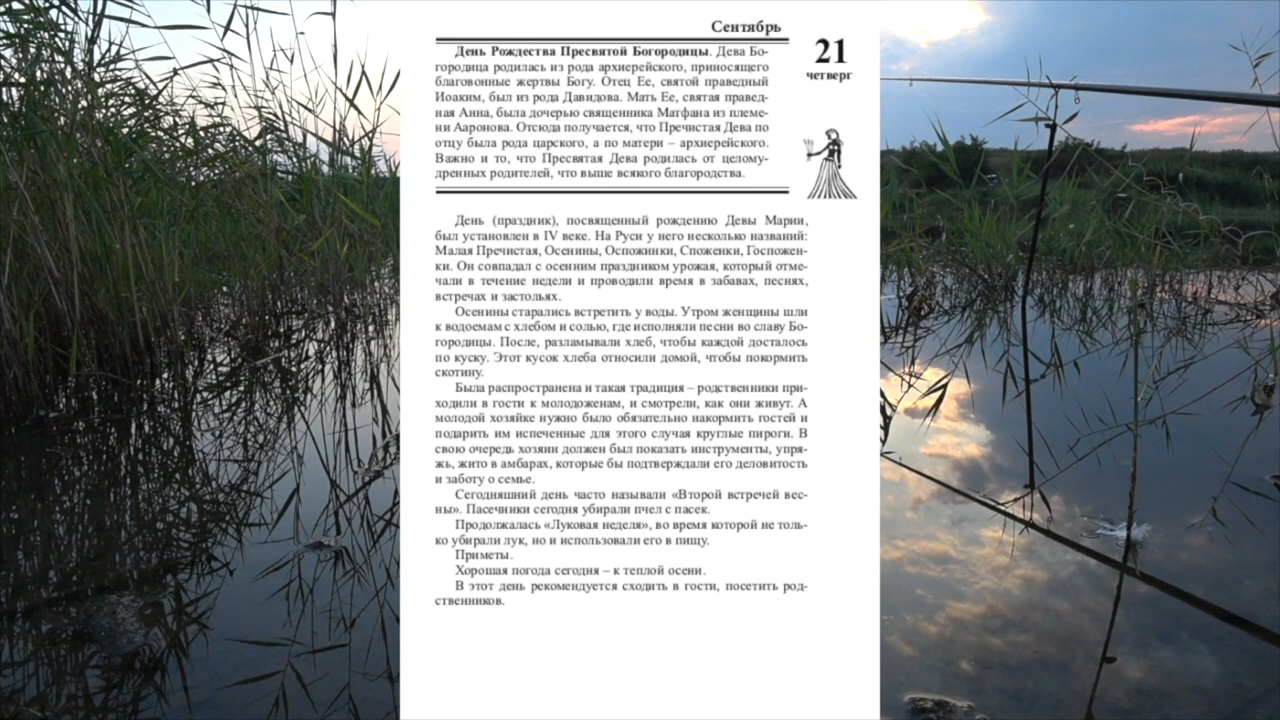 Сентябрь
День Рождества Пресвятой Богородицы. Дева Бо-
городица родилась из рода архиерейского, приносящего
благовонные жертвы Богу. Отец Ее, святой праведный
Иоаким, был из рода Давидова. Мать Ее, святая правед-
ная Анна, была дочерью священника Матфана из племе-
ни Ааронова. Отсюда получается, что Пречистая Дева по
отцу была рода царского, а по матери – архиерейского.
Важно и то, что Пресвятая Дева родилась от целому-
дренных родителей, что выше всякого благородства.
21
четверг
День (праздник), посвященный рождению Девы Марии,
был установлен в IV веке. На Руси у него несколько названий:
Малая Пречистая, Осенины, Оспожинки, Споженки, Госпожен-
ки. Он совпадал с осенним праздником урожая, который отме-
чали в течение недели и проводили время в забавах, песнях,
встречах и застольях.
Осенины старались встретить у воды. Утром женщины шли
к водоемам с хлебом и солью, где исполняли песни во славу Бо-
городицы. После, разламывали хлеб, чтобы каждой досталось
по куску. Этот кусок хлеба относили домой, чтобы покормить
скотину.
Была распространена и такая традиция – родственники при-
ходили в гости к молодоженам, и смотрели, как они живут. А
молодой хозяйке нужно было обязательно накормить гостей и
подарить им испеченные для этого случая круглые пироги. В
свою очередь хозяин должен был показать инструменты, упря-
жь, жито в амбарах, которые бы подтверждали его деловитость
и заботу о семье.
Сегодняшний день часто называли «Второй встречей вес-
ны». Пасечники сегодня убирали пчел с пасек.
Продолжалась «Луковая неделя», во время которой не толь-
ко убирали лук, но и использовали его в пищу.
Приметы.
Хорошая погода сегодня – к теплой осени.
В этот день рекомендуется сходить в гости, посетить род-
ственников.